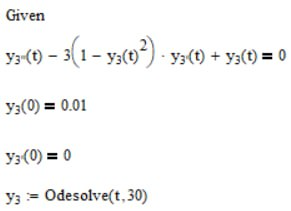 Given
y₃''(t) − 3(1 − y₃(t)²) · y₃'(t) + y₃(t) = 0
y₃(0) = 0.01
y₃'(0) = 0
y₃ := Odesolve(t, 30)